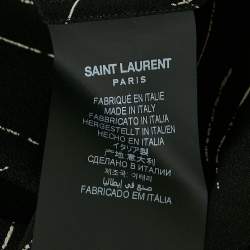 SAINT LAURENT
PARIS
FABRIQUÉ EN ITALIE
MADE IN ITALY
FABRICATO IN ITALIA
HERGESTELLT IN ITALIEN
HECHO EN ITALIA
イタリア製
产地:意大利
СДЕЛАНО В ИТАЛИИ
제조국: 이태리
صنع في إيطاليا
FABRICADO EM ITÁLIA